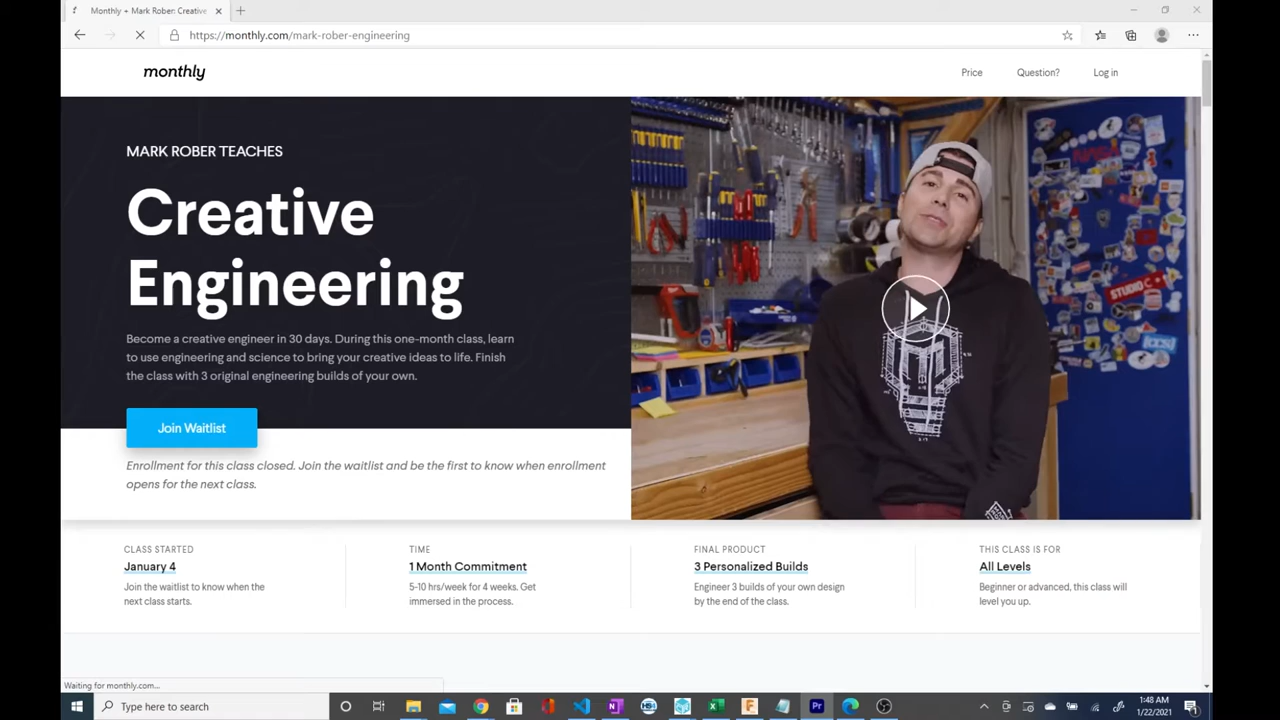 Monthly + Mark Rober: Creative
https://monthly.com/mark-rober-engineering
monthly
Price
Question?
Log in
MARK ROBER TEACHES
Creative
Engineering
Become a creative engineer in 30 days. During this one-month class, learn
to use engineering and science to bring your creative ideas to life. Finish
the class with 3 original engineering builds of your own.
Join Waitlist
Enrollment for this class closed. Join the waitlist and be the first to know when enrollment
opens for the next class.
NASA
STUDIO C
CLASS STARTED
January 4
Join the waitlist to know when the
next class starts.
TIME
1 Month Commitment
5-10 hrs/week for 4 weeks. Get
immersed in the process.
FINAL PRODUCT
3 Personalized Builds
Engineer 3 builds of your own design
by the end of the class.
THIS CLASS IS FOR
All Levels
Beginner or advanced, this class will
level you up.
Waiting for monthly.com...
Type here to search
1:48 AM
1/22/2021